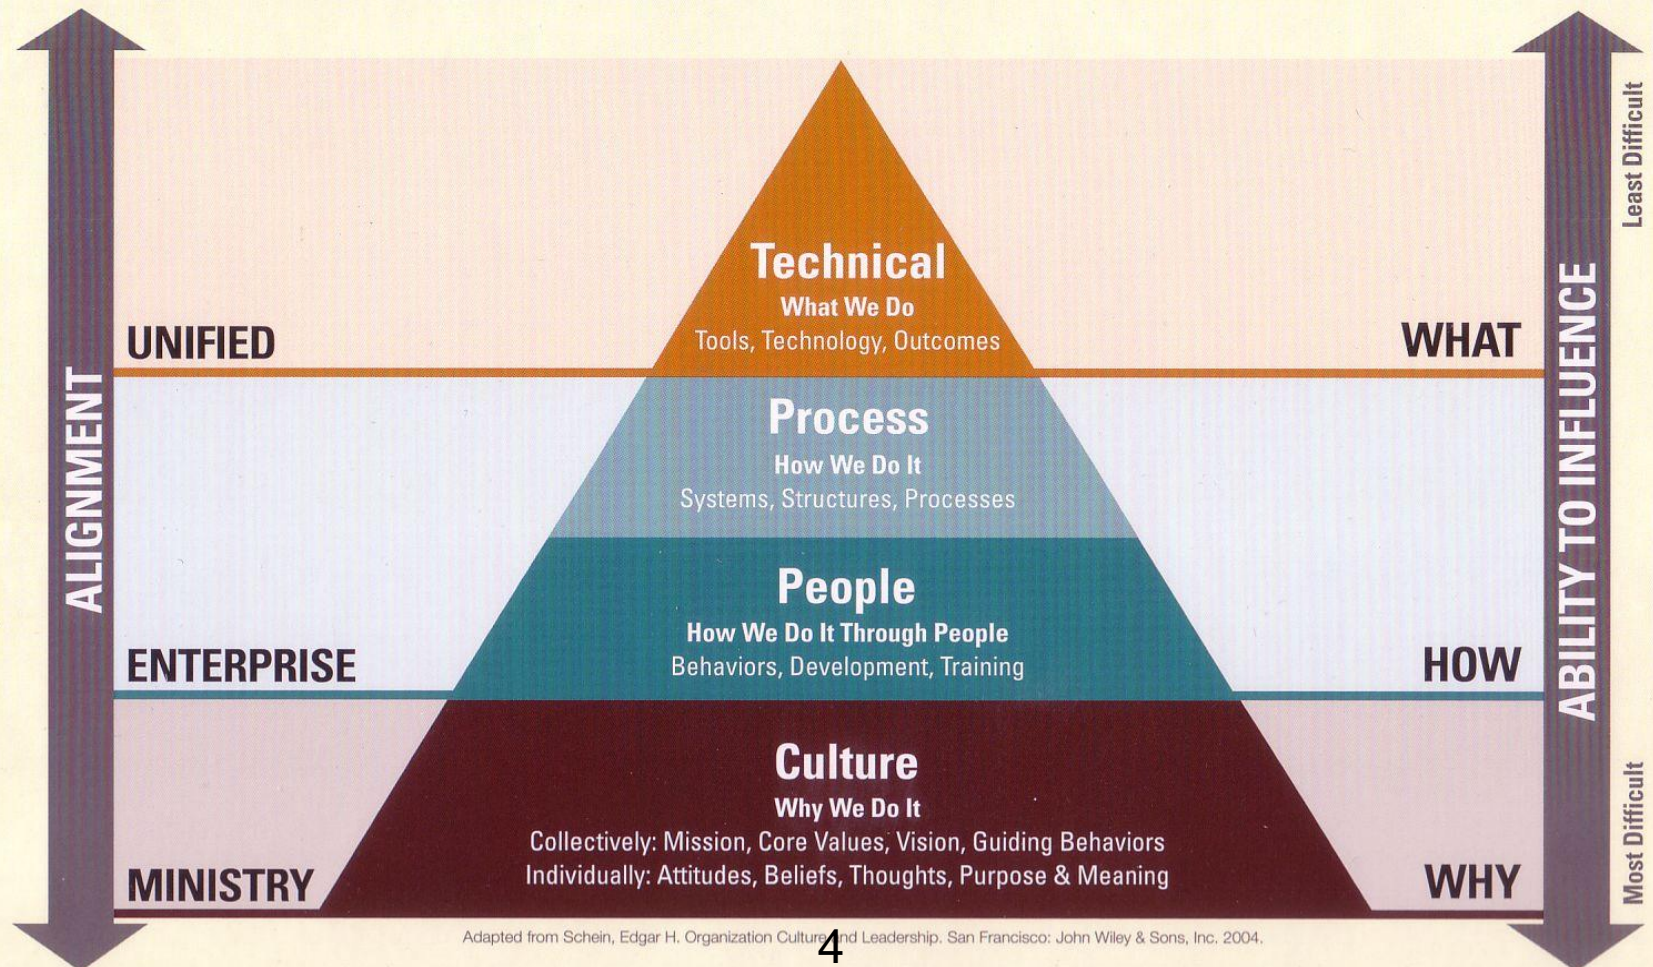 Least Difficult
Technical
What We Do
Tools, Technology, Outcomes
UNIFIED
WHAT
ALIGNMENT
ABILITY TO INFLUENCE
Process
How We Do It
Systems, Structures, Processes
People
How We Do It Through People
Behaviors, Development, Training
ENTERPRISE
HOW
Culture
Why We Do It
Collectively: Mission, Core Values, Vision, Guiding Behaviors
Individually: Attitudes, Beliefs, Thoughts, Purpose & Meaning
MINISTRY
WHY
Most Difficult
Adapted from Schein, Edgar H. Organization Culture and Leadership. San Francisco: John Wiley & Sons, Inc. 2004.
4